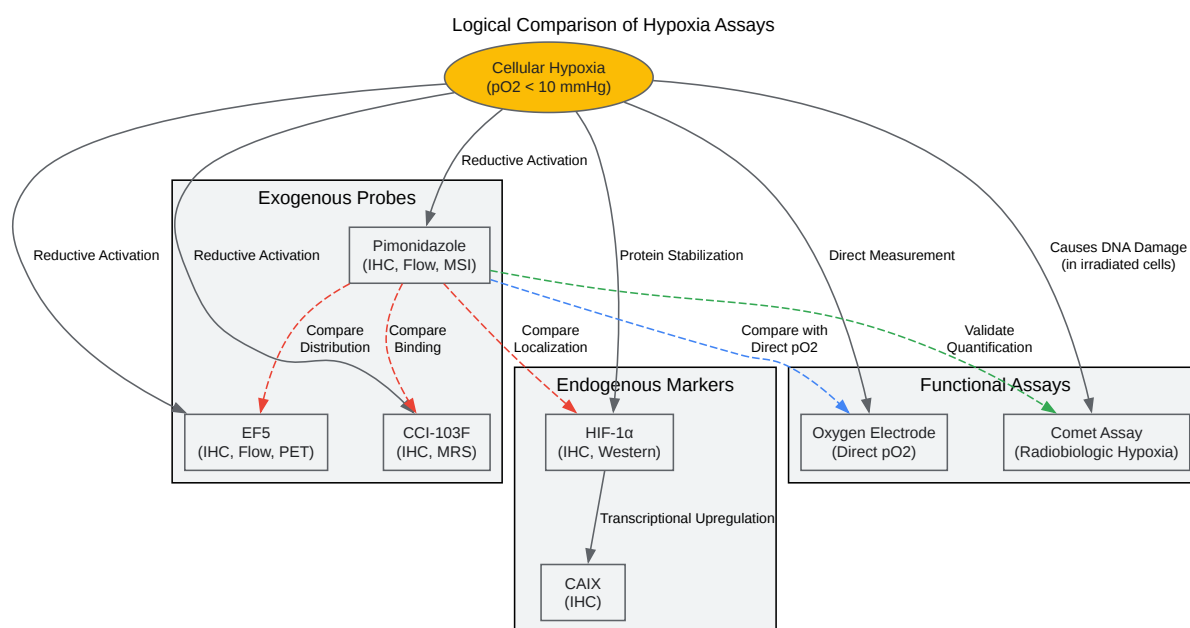 Logical Comparison of Hypoxia Assays
Cellular Hypoxia
(pO2 < 10 mmHg)
Reductive Activation
Exogenous Probes
Pimonidazole
(IHC, Flow, MSI)
Reductive Activation
Reductive Activation
Protein Stabilization
Direct Measurement
Causes DNA Damage
(in irradiated cells)
Compare
Distribution
Compare
Binding
Compare
Localization
Compare with
Direct pO2
Validate
Quantification
Endogenous Markers
Functional Assays
EF5
(IHC, Flow, PET)
CCI-103F
(IHC, MRS)
HIF-1α
(IHC, Western)
Oxygen Electrode
(Direct pO2)
Comet Assay
(Radiobiologic Hypoxia)
Transcriptional Upregulation
CAIX
(IHC)